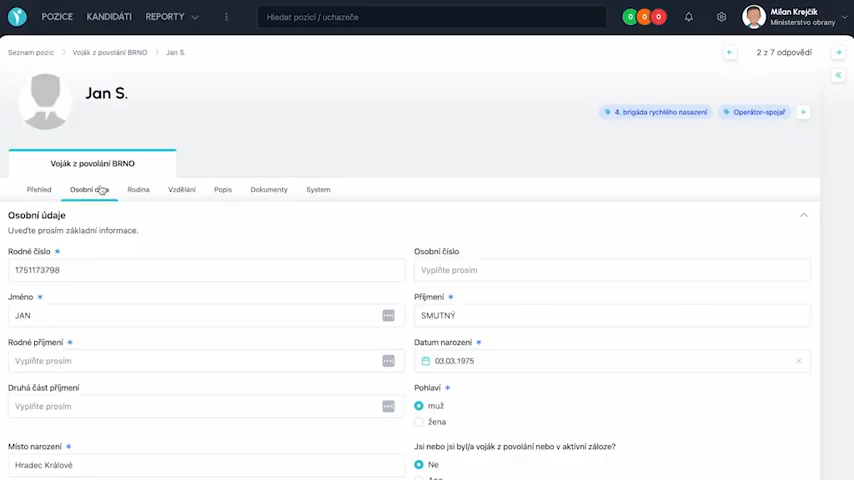 POZICE KANDIDÁTI REPORTY Hledat pozici / uchazeče 0 0 0 Milan Krejčík
Ministerstvo obrany
Seznam pozic Voják z povolání BRNO Jan S. 2 z 7 odpovědí
Jan S.
4. brigáda rychlého nasazení Operátor-spojař
Voják z povolání BRNO
Přehled Osobní Rodina Vzdělání Popis Dokumenty System
Osobní údaje
Uveďte prosím základní informace.
Rodné číslo * Osobní číslo
1751173798 Vyplňte prosím
Jméno * Příjmení *
JAN SMUTNÝ
Rodné příjmení * Datum narození *
Vyplňte prosím 03.03.1975
Druhá část příjmení Pohlaví *
Vyplňte prosím muž
žena
Místo narození * Jsi nebo jsi byl/a voják z povolání nebo v aktivní záloze?
Hradec Králové Ne